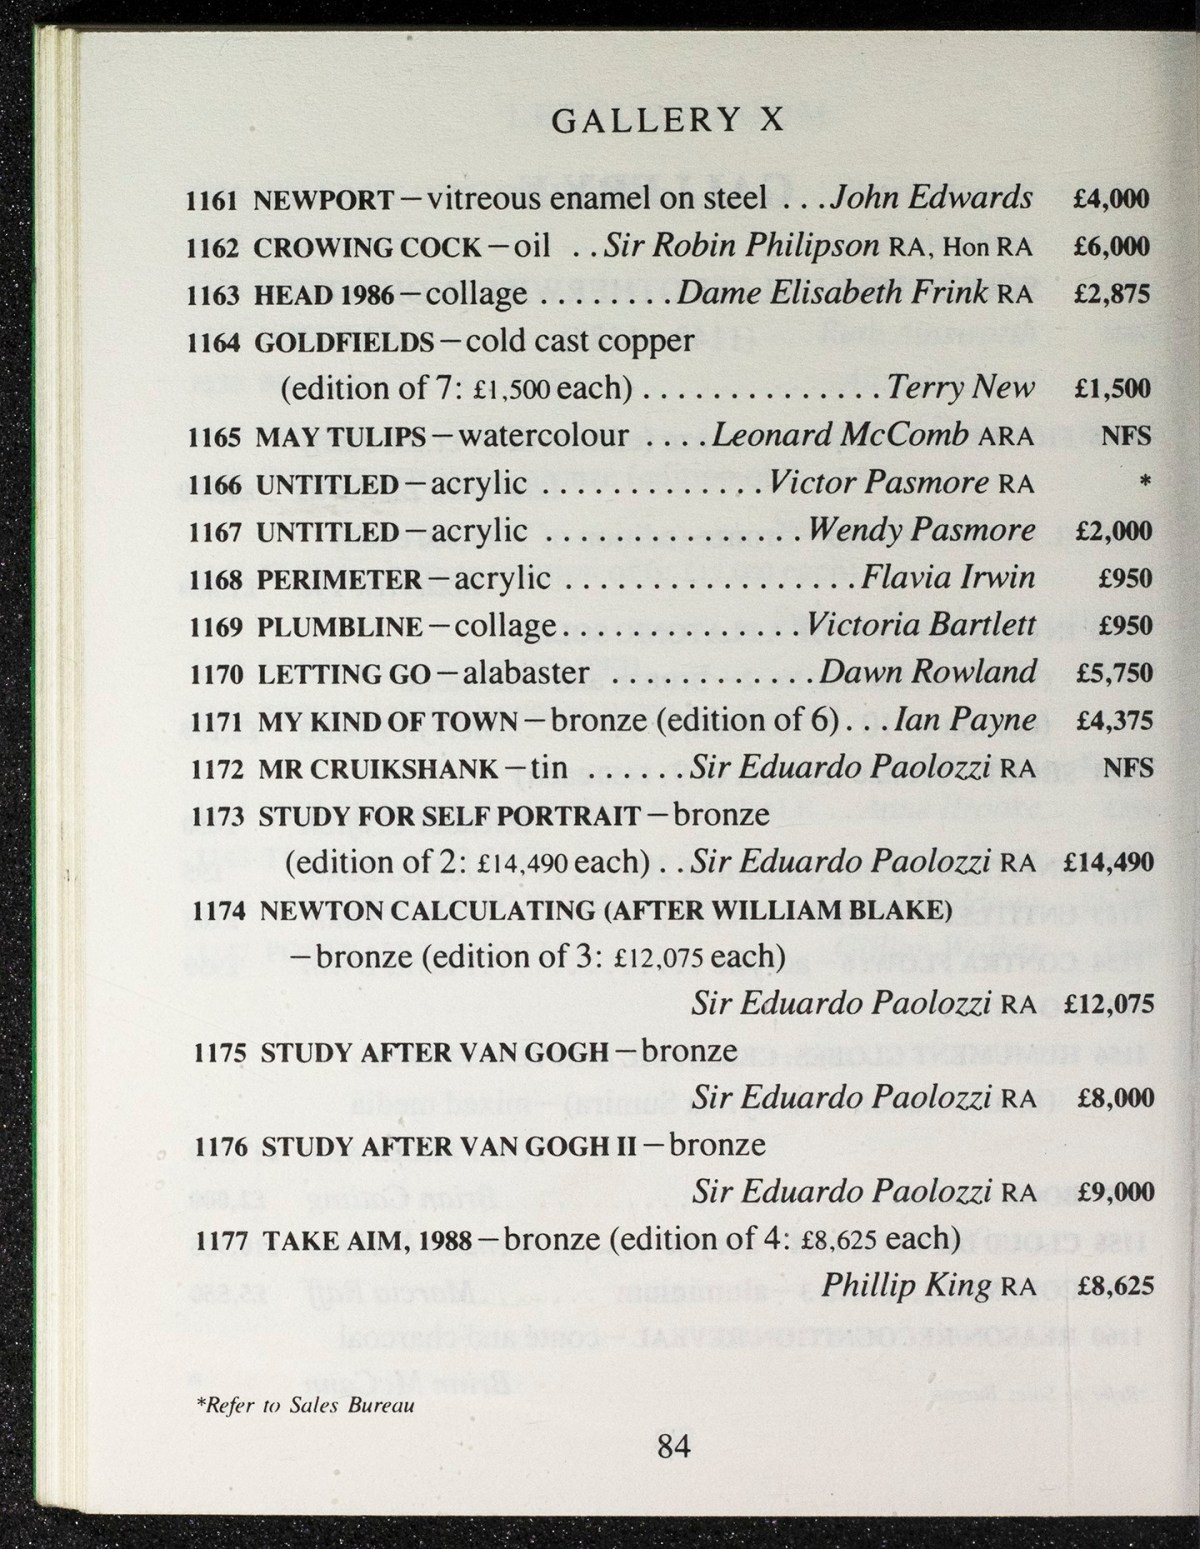 GALLERY X
1161 NEWPORT – vitreous enamel on steel . . . John Edwards £4,000
1162 CROWING COCK – oil . . Sir Robin Philipson RA, Hon RA £6,000
1163 HEAD 1986 – collage . . . . . . . . Dame Elisabeth Frink RA £2,875
1164 GOLDFIELDS – cold cast copper
(edition of 7: £1,500 each) . . . . . . . . . . . . . . Terry New £1,500
1165 MAY TULIPS – watercolour . . . . Leonard McComb ARA NFS
1166 UNTITLED – acrylic . . . . . . . . . . . . . Victor Pasmore RA *
1167 UNTITLED – acrylic . . . . . . . . . . . . . . . Wendy Pasmore £2,000
1168 PERIMETER – acrylic . . . . . . . . . . . . . . . . . Flavia Irwin £950
1169 PLUMBLINE – collage . . . . . . . . . . . . . . Victoria Bartlett £950
1170 LETTING GO – alabaster . . . . . . . . . . . . Dawn Rowland £5,750
1171 MY KIND OF TOWN – bronze (edition of 6) . . . Ian Payne £4,375
1172 MR CRUIKSHANK – tin . . . . . . Sir Eduardo Paolozzi RA NFS
1173 STUDY FOR SELF PORTRAIT – bronze
(edition of 2: £14,490 each) . . Sir Eduardo Paolozzi RA £14,490
1174 NEWTON CALCULATING (AFTER WILLIAM BLAKE)
– bronze (edition of 3: £12,075 each)
Sir Eduardo Paolozzi RA £12,075
1175 STUDY AFTER VAN GOGH – bronze
Sir Eduardo Paolozzi RA £8,000
1176 STUDY AFTER VAN GOGH II – bronze
Sir Eduardo Paolozzi RA £9,000
1177 TAKE AIM, 1988 – bronze (edition of 4: £8,625 each)
Phillip King RA £8,625
*Refer to Sales Bureau
84